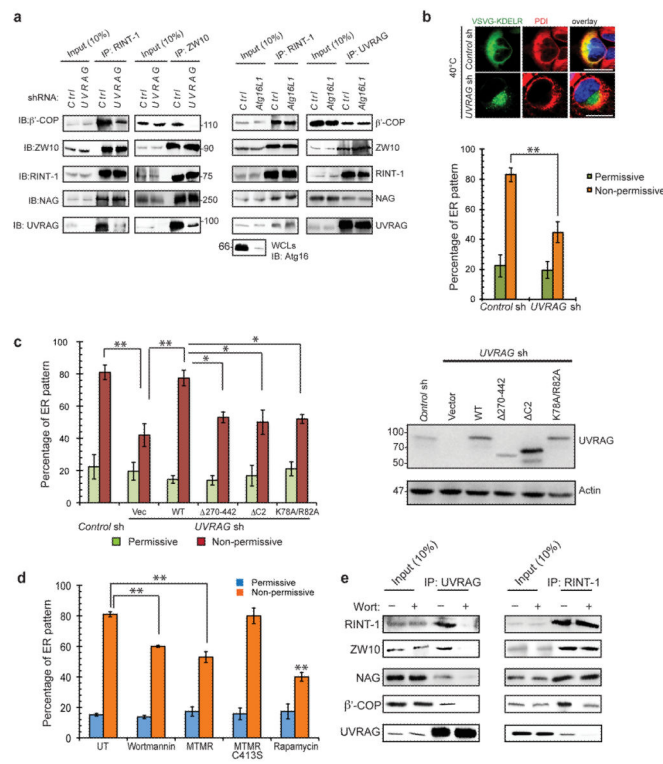 a
Input (10%)
IP: RINT-1
Input (10%)
IP: ZW10
shRNA:
Ctrl
UVRAG
Ctrl
UVRAG
Ctrl
UVRAG
Ctrl
UVRAG
IB:β'-COP
110
IB:ZW10
90
IB:RINT-1
75
IB:NAG
250
IB: UVRAG
100
Input (10%)
IP: RINT-1
Input (10%)
IP: UVRAG
Ctrl
Atg16L1
Ctrl
Atg16L1
Ctrl
Atg16L1
Ctrl
Atg16L1
β'-COP
ZW10
RINT-1
NAG
UVRAG
66
WCLs
IB: Atg16
b
VSVG-KDELR
PDI
overlay
40°C
Control sh
UVRAG sh
Percentage of ER pattern
100
80
60
40
20
0
**
Permissive
Non-permissive
Control sh
UVRAG sh
c
Percentage of ER pattern
100
80
60
40
20
0
**
**
*
*
*
Vec
WT
Δ270-442
ΔC2
K78A/R82A
Control sh
UVRAG sh
Permissive
Non-permissive
UVRAG sh
Control sh
Vector
WT
Δ270-442
ΔC2
K78A/R82A
100
70
50
UVRAG
47
Actin
d
Percentage of ER pattern
100
80
60
40
20
0
Permissive
Non-permissive
**
**
**
UT
Wortmannin
MTMR
MTMR
C413S
Rapamycin
e
Input (10%)
IP: UVRAG
Wort:
−
+
−
+
RINT-1
ZW10
NAG
β'-COP
UVRAG
Input (10%)
IP: RINT-1
−
+
−
+